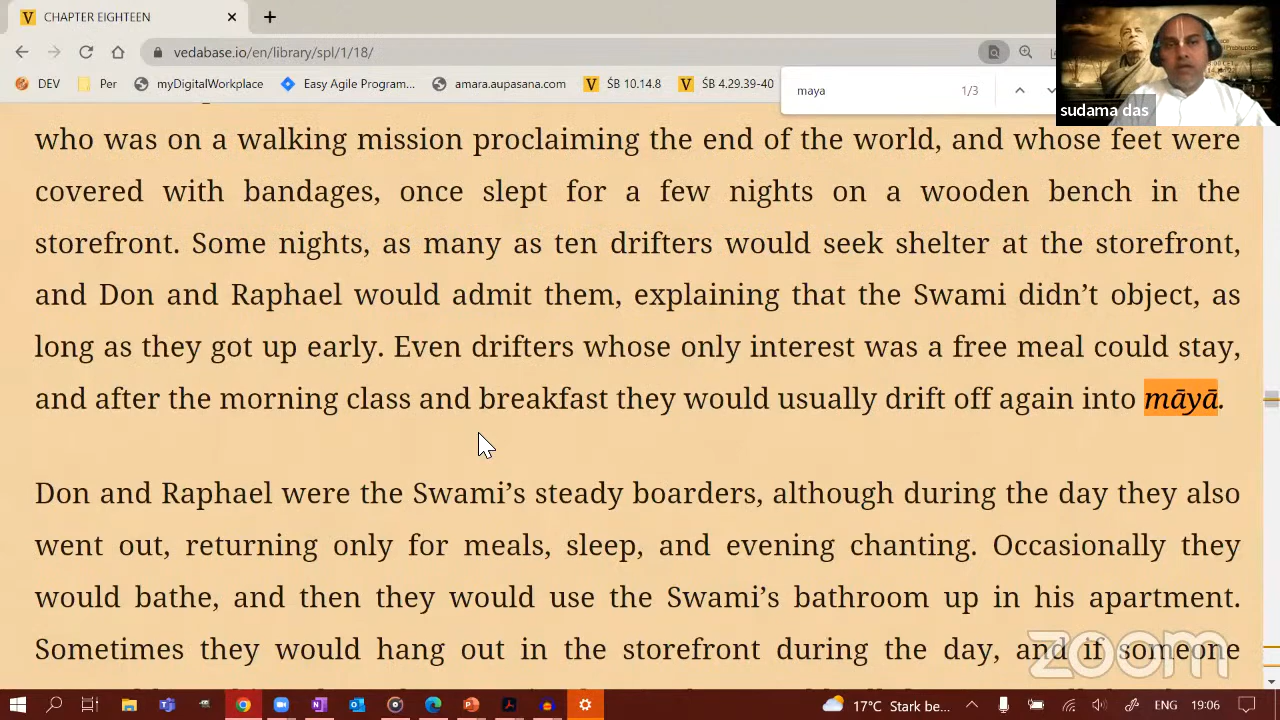 CHAPTER EIGHTEEN
vedabase.io/en/library/spl/1/18/
DEV Per myDigitalWorkplace Easy Agile Program... amara.aupasana.com ŚB 10.14.8 ŚB 4.29.39-40
maya 1/3
sudama das
who was on a walking mission proclaiming the end of the world, and whose feet were
covered with bandages, once slept for a few nights on a wooden bench in the
storefront. Some nights, as many as ten drifters would seek shelter at the storefront,
and Don and Raphael would admit them, explaining that the Swami didn’t object, as
long as they got up early. Even drifters whose only interest was a free meal could stay,
and after the morning class and breakfast they would usually drift off again into māyā.
Don and Raphael were the Swami’s steady boarders, although during the day they also
went out, returning only for meals, sleep, and evening chanting. Occasionally they
would bathe, and then they would use the Swami’s bathroom up in his apartment.
Sometimes they would hang out in the storefront during the day, and if someone
zoom
17°C Stark be... ENG 19:06